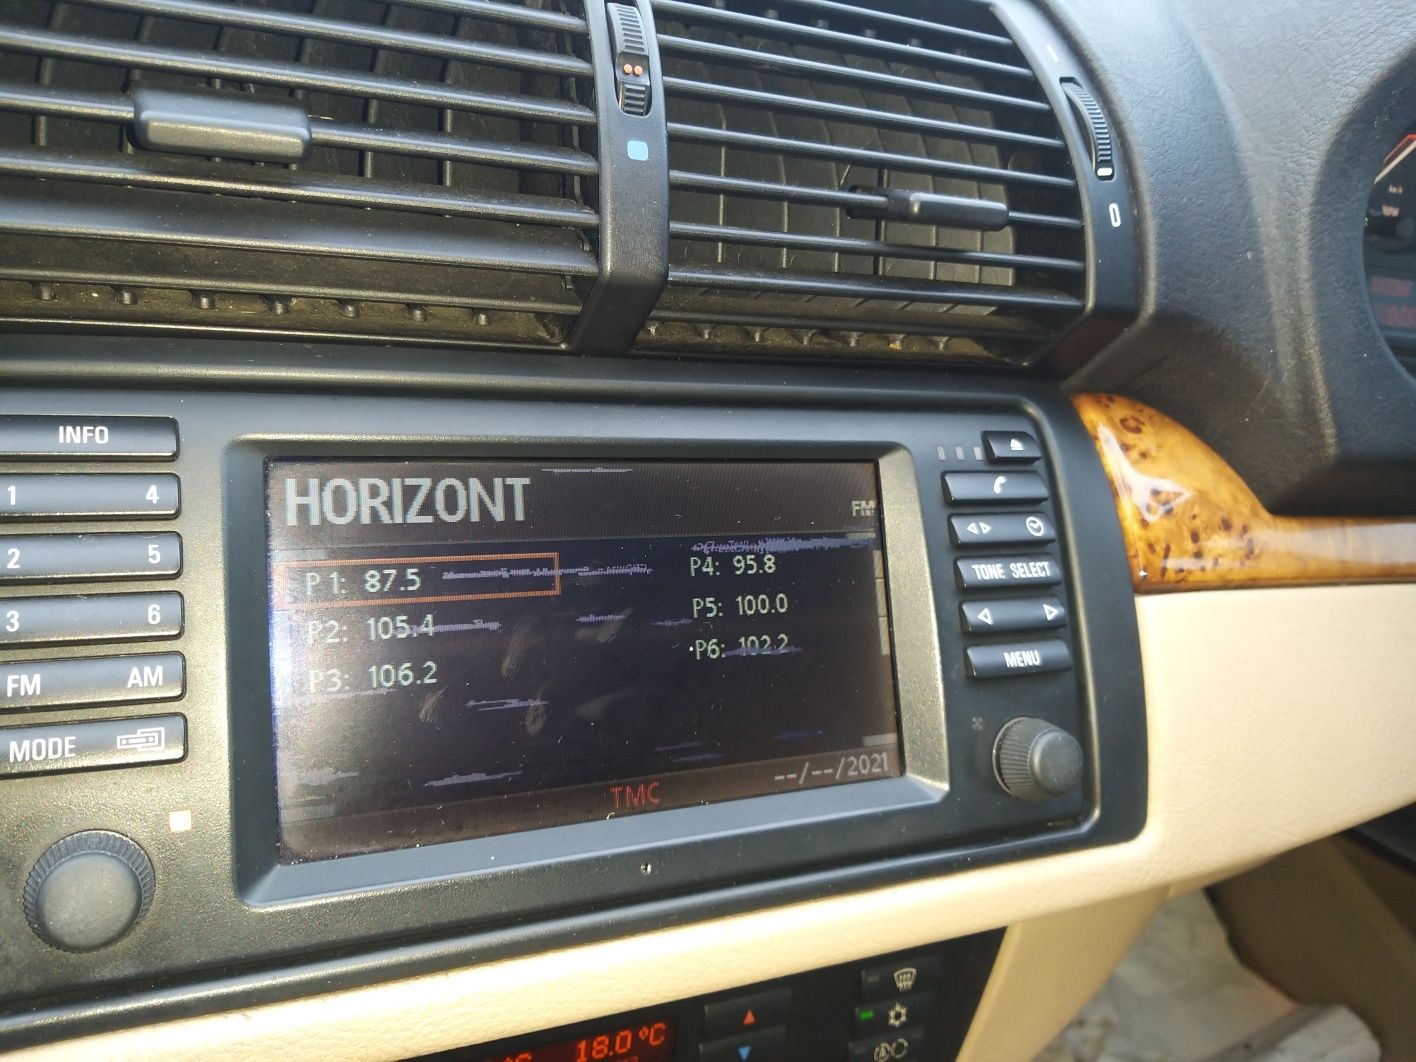 0
INFO
1 4
2 5
3 6
FM AM
MODE
HORIZONT
FM
P1: 87.5
P2: 105.4
P3: 106.2
P4: 95.8
P5: 100.0
P6: 102.2
TMC
--/--/2021
TONE SELECT
MENU
18.0°C